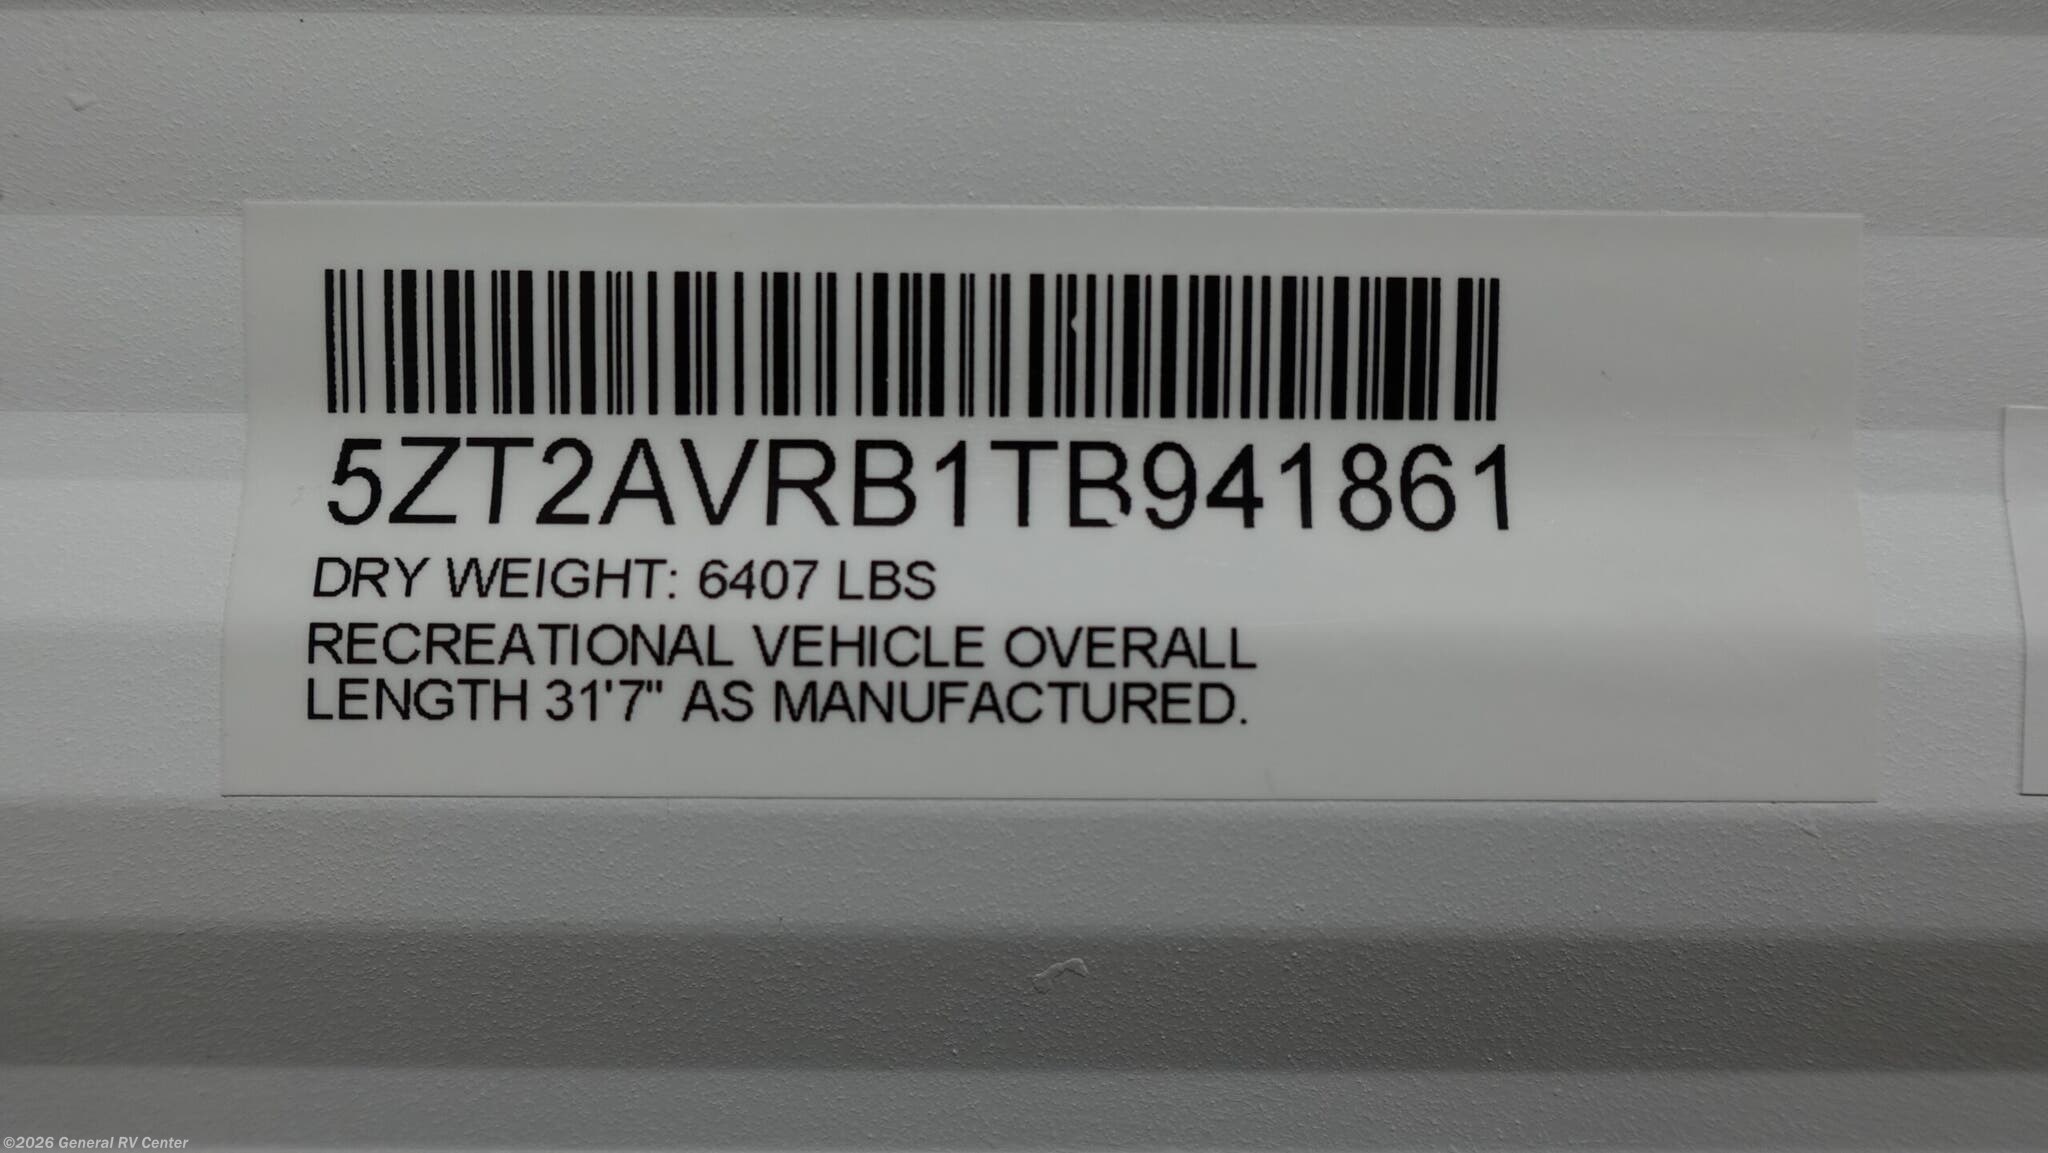 5ZT2AVRB1TB941861
DRY WEIGHT: 6407 LBS
RECREATIONAL VEHICLE OVERALL
LENGTH 31'7" AS MANUFACTURED.
©2026 General RV Center